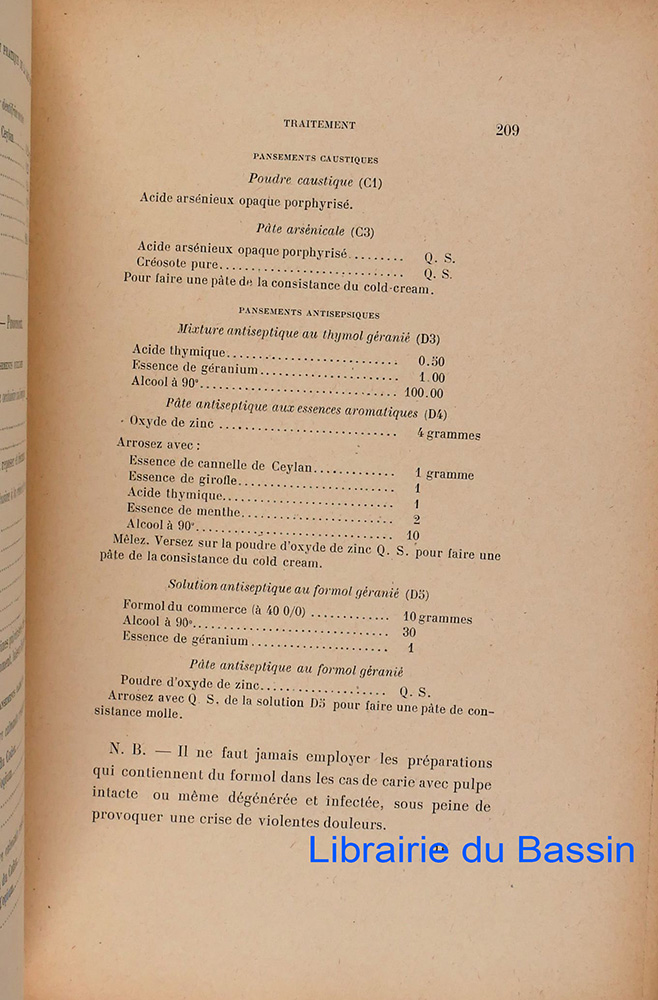 TRAITEMENT 209
PANSEMENTS CAUSTIQUES
Poudre caustique (C1)
Acide arsénieux opaque porphyrisé.
Pâte arsénicale (C3)
Acide arsénieux opaque porphyrisé ........ Q. S.
Créosote pure........................ Q. S.
Pour faire une pâte de la consistance du cold-cream.
PANSEMENTS ANTISEPSIQUES
Mixture antiseptique au thymol géranié (D3)
Acide thymique........................ 0.50
Essence de géranium.................... 1.00
Alcool à 90°........................ 100.00
Pâte antiseptique aux essences aromatiques (D4)
Oxyde de zinc ........................ 4 grammes
Arrosez avec :
Essence de cannelle de Ceylan............ 1 gramme
Essence de girofle........................ 1
Acide thymique........................ 1
Essence de menthe........................ 2
Alcool à 90°........................ 10
Mêlez. Versez sur la poudre d'oxyde de zinc Q. S. pour faire une
pâte de la consistance du cold cream.
Solution antiseptique au formol géranié (D5)
Formol du commerce (à 40 0/0) ............ 10 grammes
Alcool à 90°........................ 30
Essence de géranium.................... 1
Pâte antiseptique au formol géranié
Poudre d'oxyde de zinc.................... Q. S.
Arrosez avec Q S. de la solution D5 pour faire une pâte de con-
sistance molle.
N. B. — Il ne faut jamais employer les préparations
qui contiennent du formol dans les cas de carie avec pulpe
intacte ou même dégénérée et infectée, sous peine de
provoquer une crise de violentes douleurs.
Librairie du Bassin